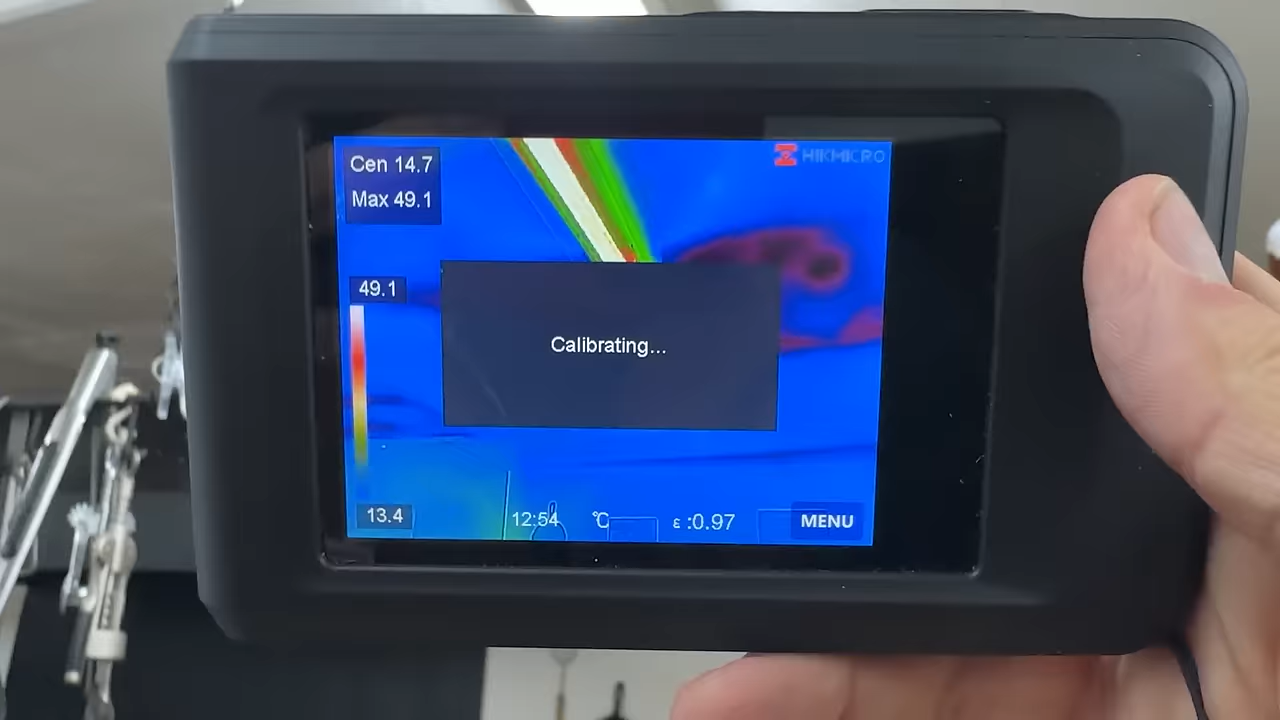 Cen 14.7
HIKMICRO
Max 49.1
49.1
Calibrating...
13.4
12:54
℃
ε :0.97
MENU